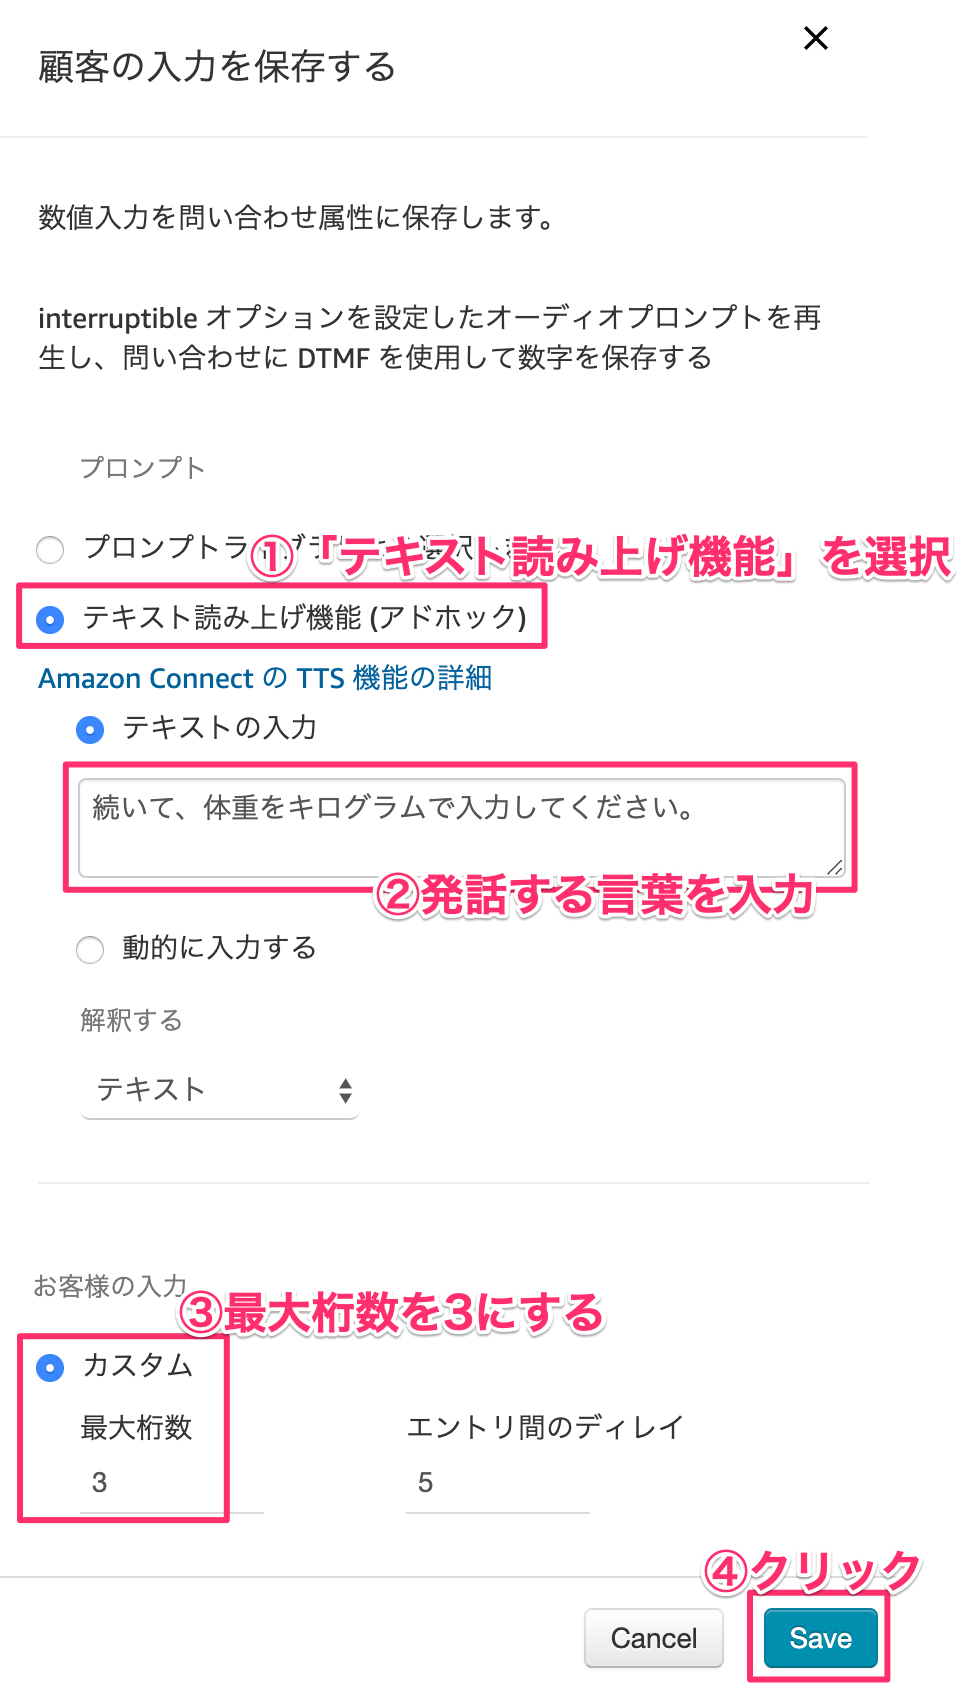 顧客の入力を保存する
数値入力を問い合わせ属性に保存します。
interruptible オプションを設定したオーディオプロンプトを再
生し、問い合わせに DTMF を使用して数字を保存する
プロンプト
プロンプトラ
①「テキスト読み上げ機能」を選択
テキスト読み上げ機能 (アドホック)
Amazon Connect の TTS 機能の詳細
テキストの入力
続いて、体重をキログラムで入力してください。
②発話する言葉を入力
動的に入力する
解釈する
テキスト
お客様の入力
③最大桁数を3にする
カスタム
最大桁数 エントリ間のディレイ
3 5
④クリック
Cancel Save